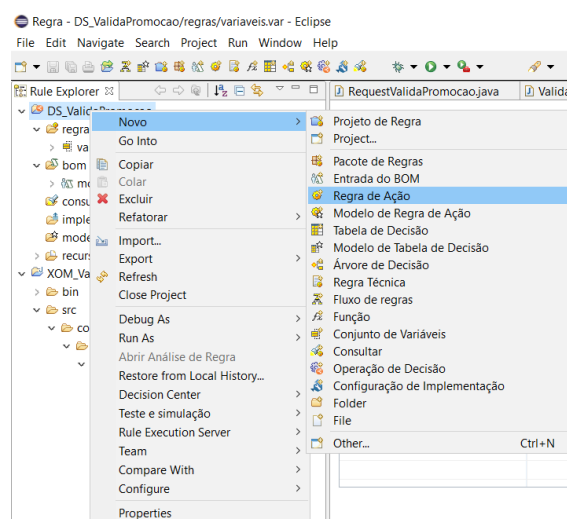 Regra - DS_ValidaPromocao/regras/variaveis.var - Eclipse
File Edit Navigate Search Project Run Window Help
Rule Explorer
RequestValidaPromocao.java
Valida
DS_ValidaPromocao
regra
va
bom
mo
consu
imple
mode
recurs
XOM_Va
bin
src
co
Novo
Go Into
Copiar
Colar
Excluir
Refatorar
Import...
Export
Refresh
Close Project
Debug As
Run As
Abrir Análise de Regra
Restore from Local History...
Decision Center
Teste e simulação
Rule Execution Server
Team
Compare With
Configure
Properties
Projeto de Regra
Project...
Pacote de Regras
Entrada do BOM
Regra de Ação
Modelo de Regra de Ação
Tabela de Decisão
Modelo de Tabela de Decisão
Árvore de Decisão
Regra Técnica
Fluxo de regras
Função
Conjunto de Variáveis
Consultar
Operação de Decisão
Configuração de Implementação
Folder
File
Other... Ctrl+N